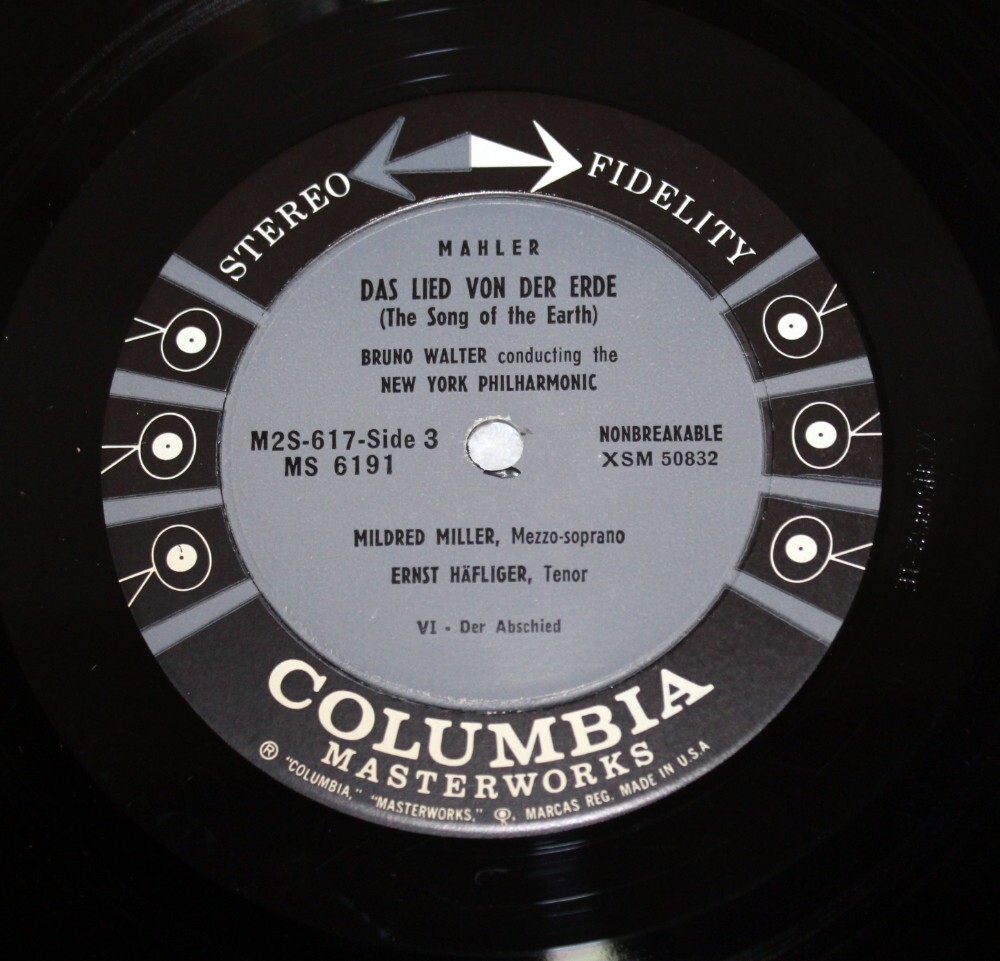 STEREO FIDELITY
MAHLER
DAS LIED VON DER ERDE
(The Song of the Earth)
BRUNO WALTER conducting the
NEW YORK PHILHARMONIC
M2S-617-Side 3
MS 6191
NONBREAKABLE
XSM 50832
MILDRED MILLER, Mezzo-soprano
ERNST HÄFLIGER, Tenor
VI - Der Abschied
COLUMBIA
MASTERWORKS
® "COLUMBIA," "MASTERWORKS," MARCAS REG. MADE IN U.S.A